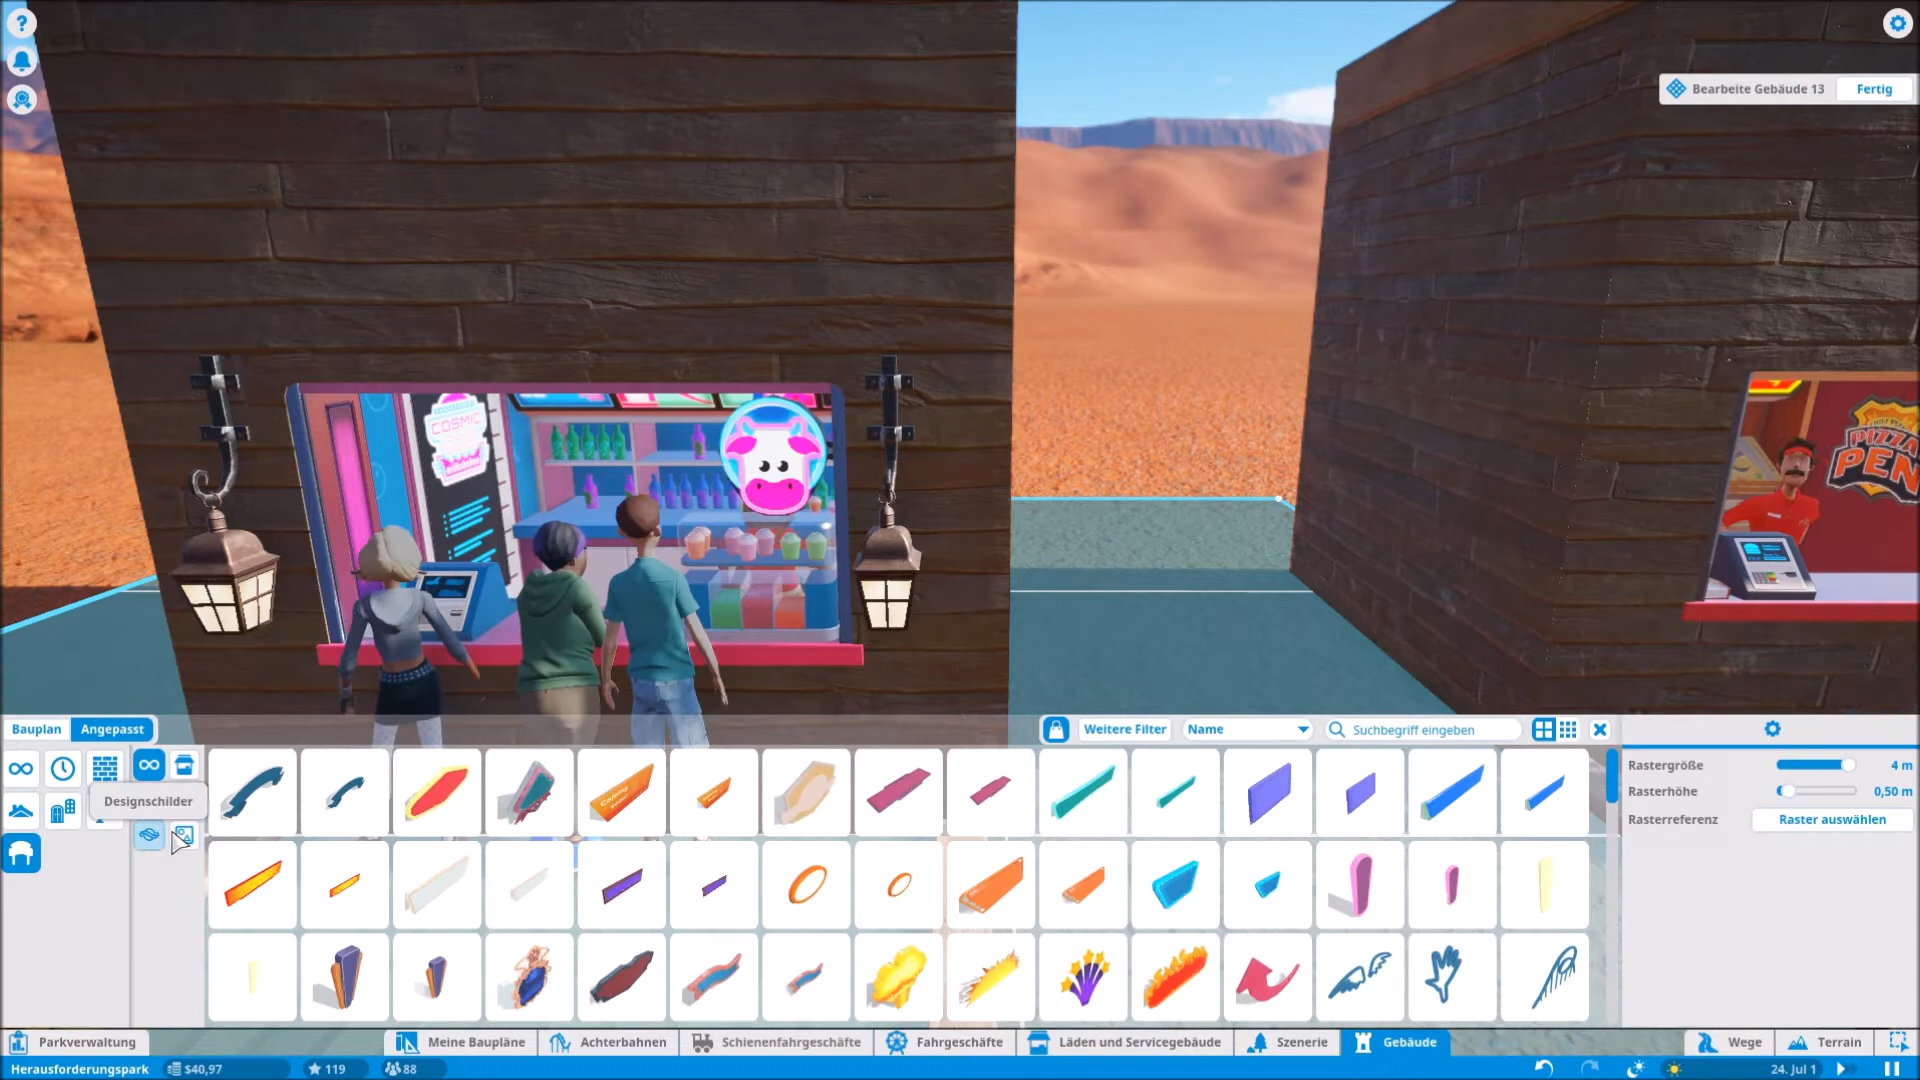 ?
Bearbeite Gebäude 13
Fertig
COSMIC
PIZZA
PEN
Bauplan
Angepasst
Weitere Filter
Name
Suchbegriff eingeben
Designschilder
Coming
soon!
Rastergröße
4 m
Rasterhöhe
0,50 m
Rasterreferenz
Raster auswählen
Parkverwaltung
Meine Baupläne
Achterbahnen
Schienenfahrgeschäfte
Fahrgeschäfte
Läden und Servicegebäude
Szenerie
Gebäude
Wege
Terrain
Herausforderungspark
$40,97
119
88
24. Jul 1